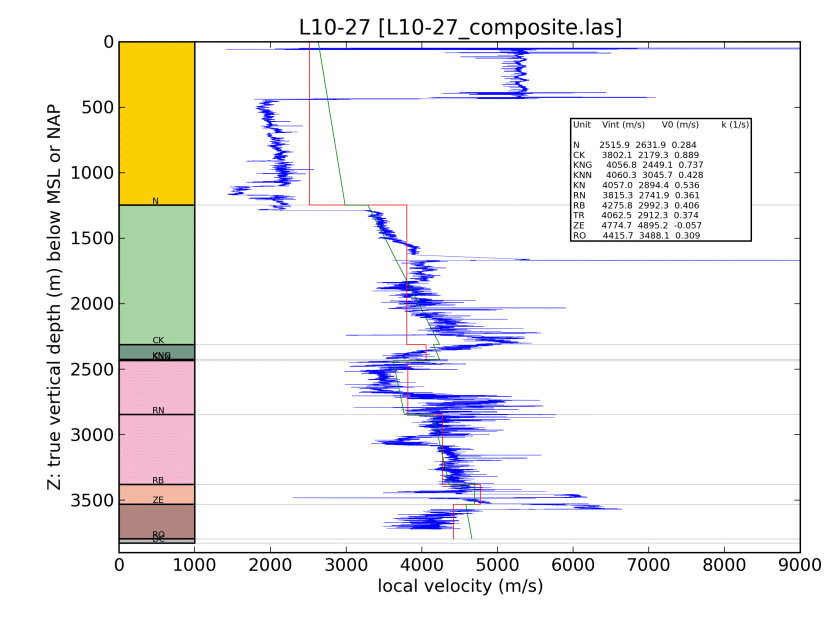 L10-27 [L10-27_composite.las]
0
500
1000
1500
2000
2500
3000
3500
Z: true vertical depth (m) below MSL or NAP
N
CK
RN
RB
ZE
RO
Unit Vint (m/s) V0 (m/s) k (1/s)
N 2515.9 2631.9 0.284
CK 3802.1 2179.3 0.889
KNG 4056.8 2449.1 0.737
KNN 4060.3 3045.7 0.428
KN 4057.0 2894.4 0.536
RN 3815.3 2741.9 0.361
RB 4275.8 2992.3 0.406
TR 4062.5 2912.3 0.374
ZE 4774.7 4895.2 -0.057
RO 4415.7 3488.1 0.309
0 1000 2000 3000 4000 5000 6000 7000 8000 9000
local velocity (m/s)